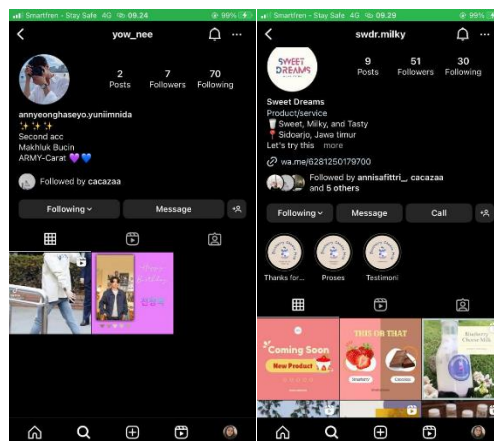 Smartfren - Stay Safe 4G 09.24 99%
yow_nee
2 7 70
Posts Followers Following
annyeonghaseyo.yuniimnida
Second acc
Makhluk Bucin
ARMY-Carat
Followed by cacazaa
Following Message
Smartfren - Stay Safe 4G 09.29 99%
swdr.milky
SWEET
DREAMS
9 51 30
Posts Followers Following
Sweet Dreams
Product/service
Sweet, Milky, and Tasty
Sidoarjo, Jawa timur
Let's try this more
wa.me/6281250179700
Followed by annisafittri_, cacazaa
and 5 others
Following Message Call
Thanks for... Proses Testimoni
Coming Soon
New Product
THIS OR THAT
Strawberry
Blueberry
Cheese Milk